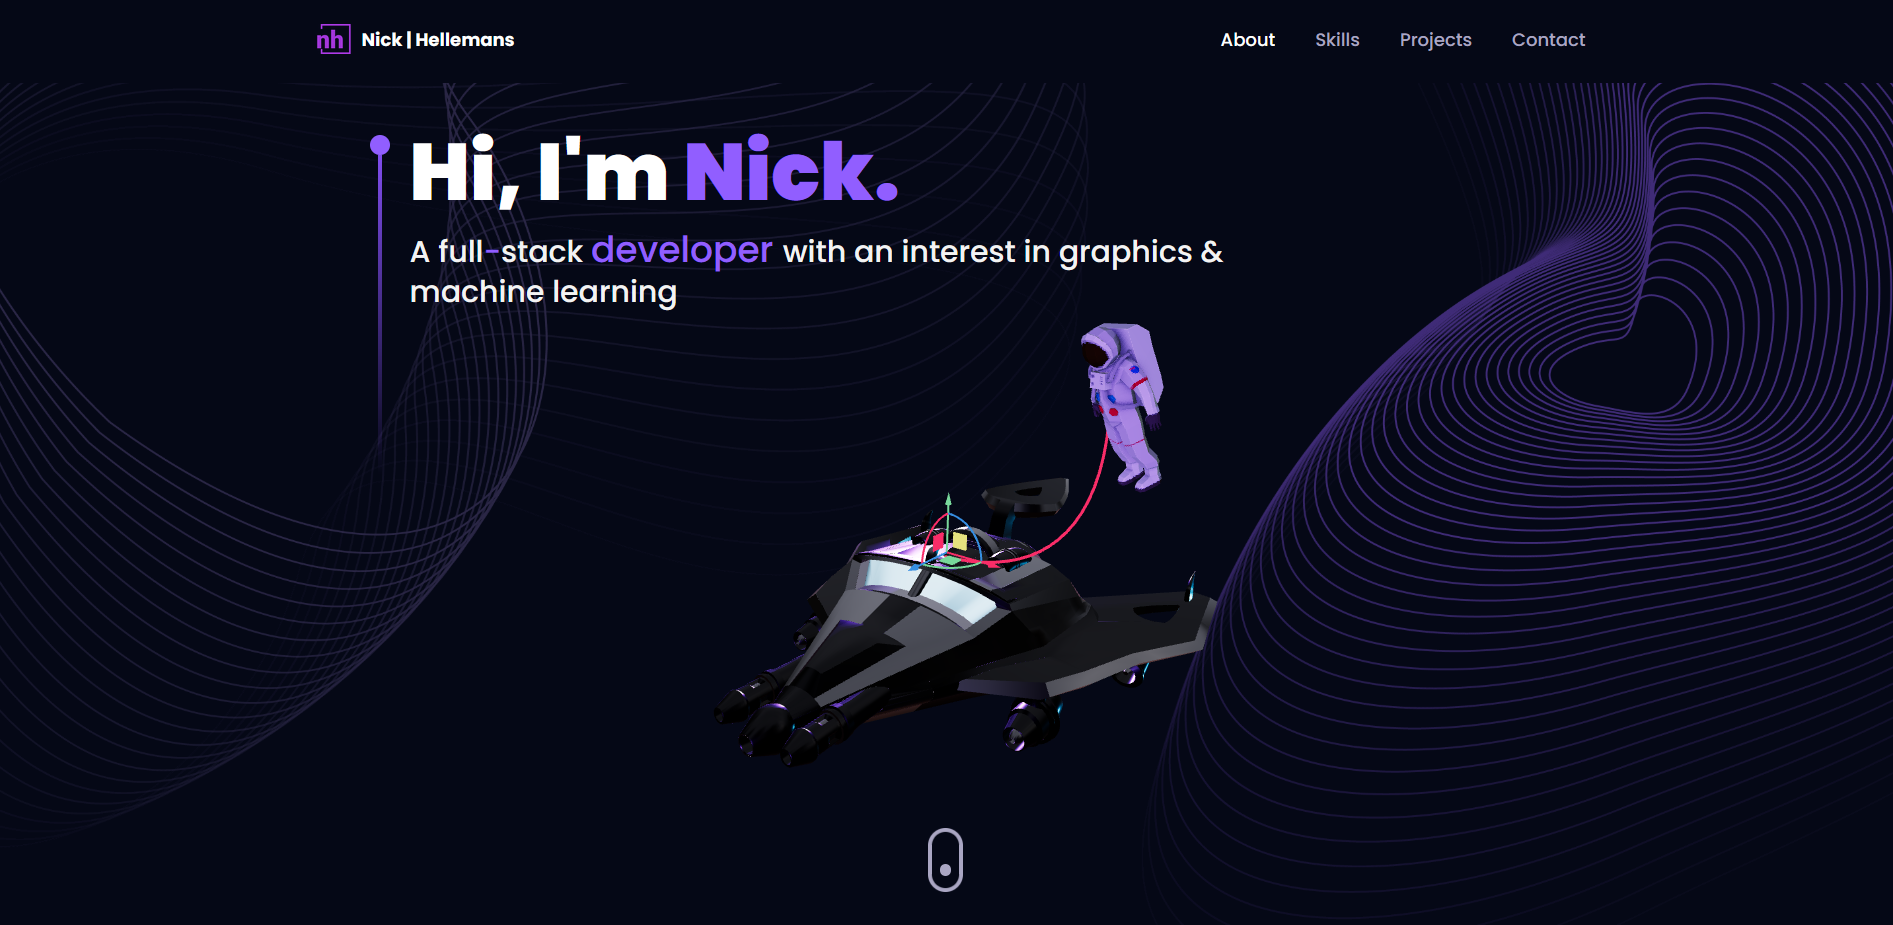 nh Nick | Hellemans
About Skills Projects Contact
Hi, I'm Nick.
A full-stack developer with an interest in graphics &
machine learning